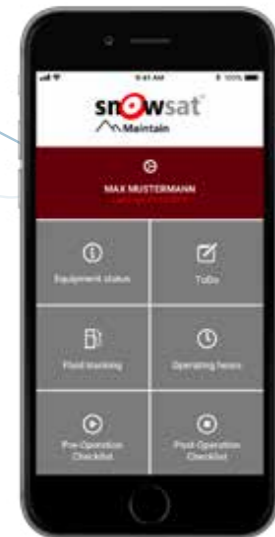 9:41 AM
100%
snowsat
Maintain
MAX MUSTERMANN
Equipment status
ToDo
Fluid tracking
Operating hours
Pre-Operation
Checklist
Post-Operation
Checklist